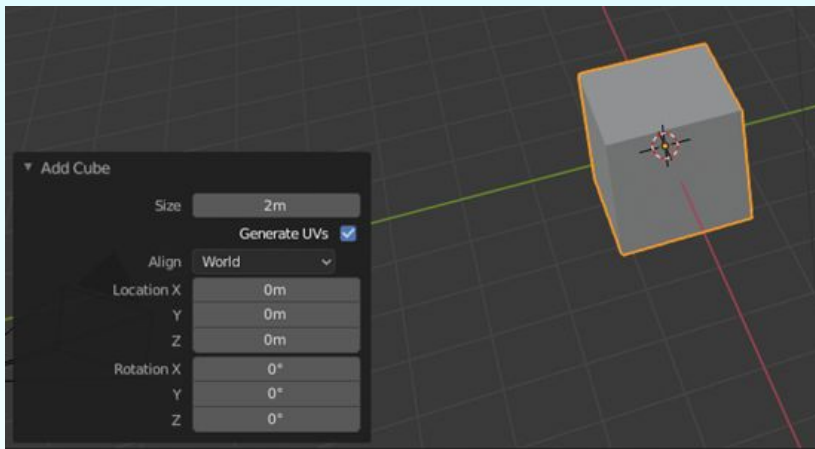 Add Cube
Size 2m
Generate UVs
Align World
Location X 0m
Y 0m
Z 0m
Rotation X 0°
Y 0°
Z 0°